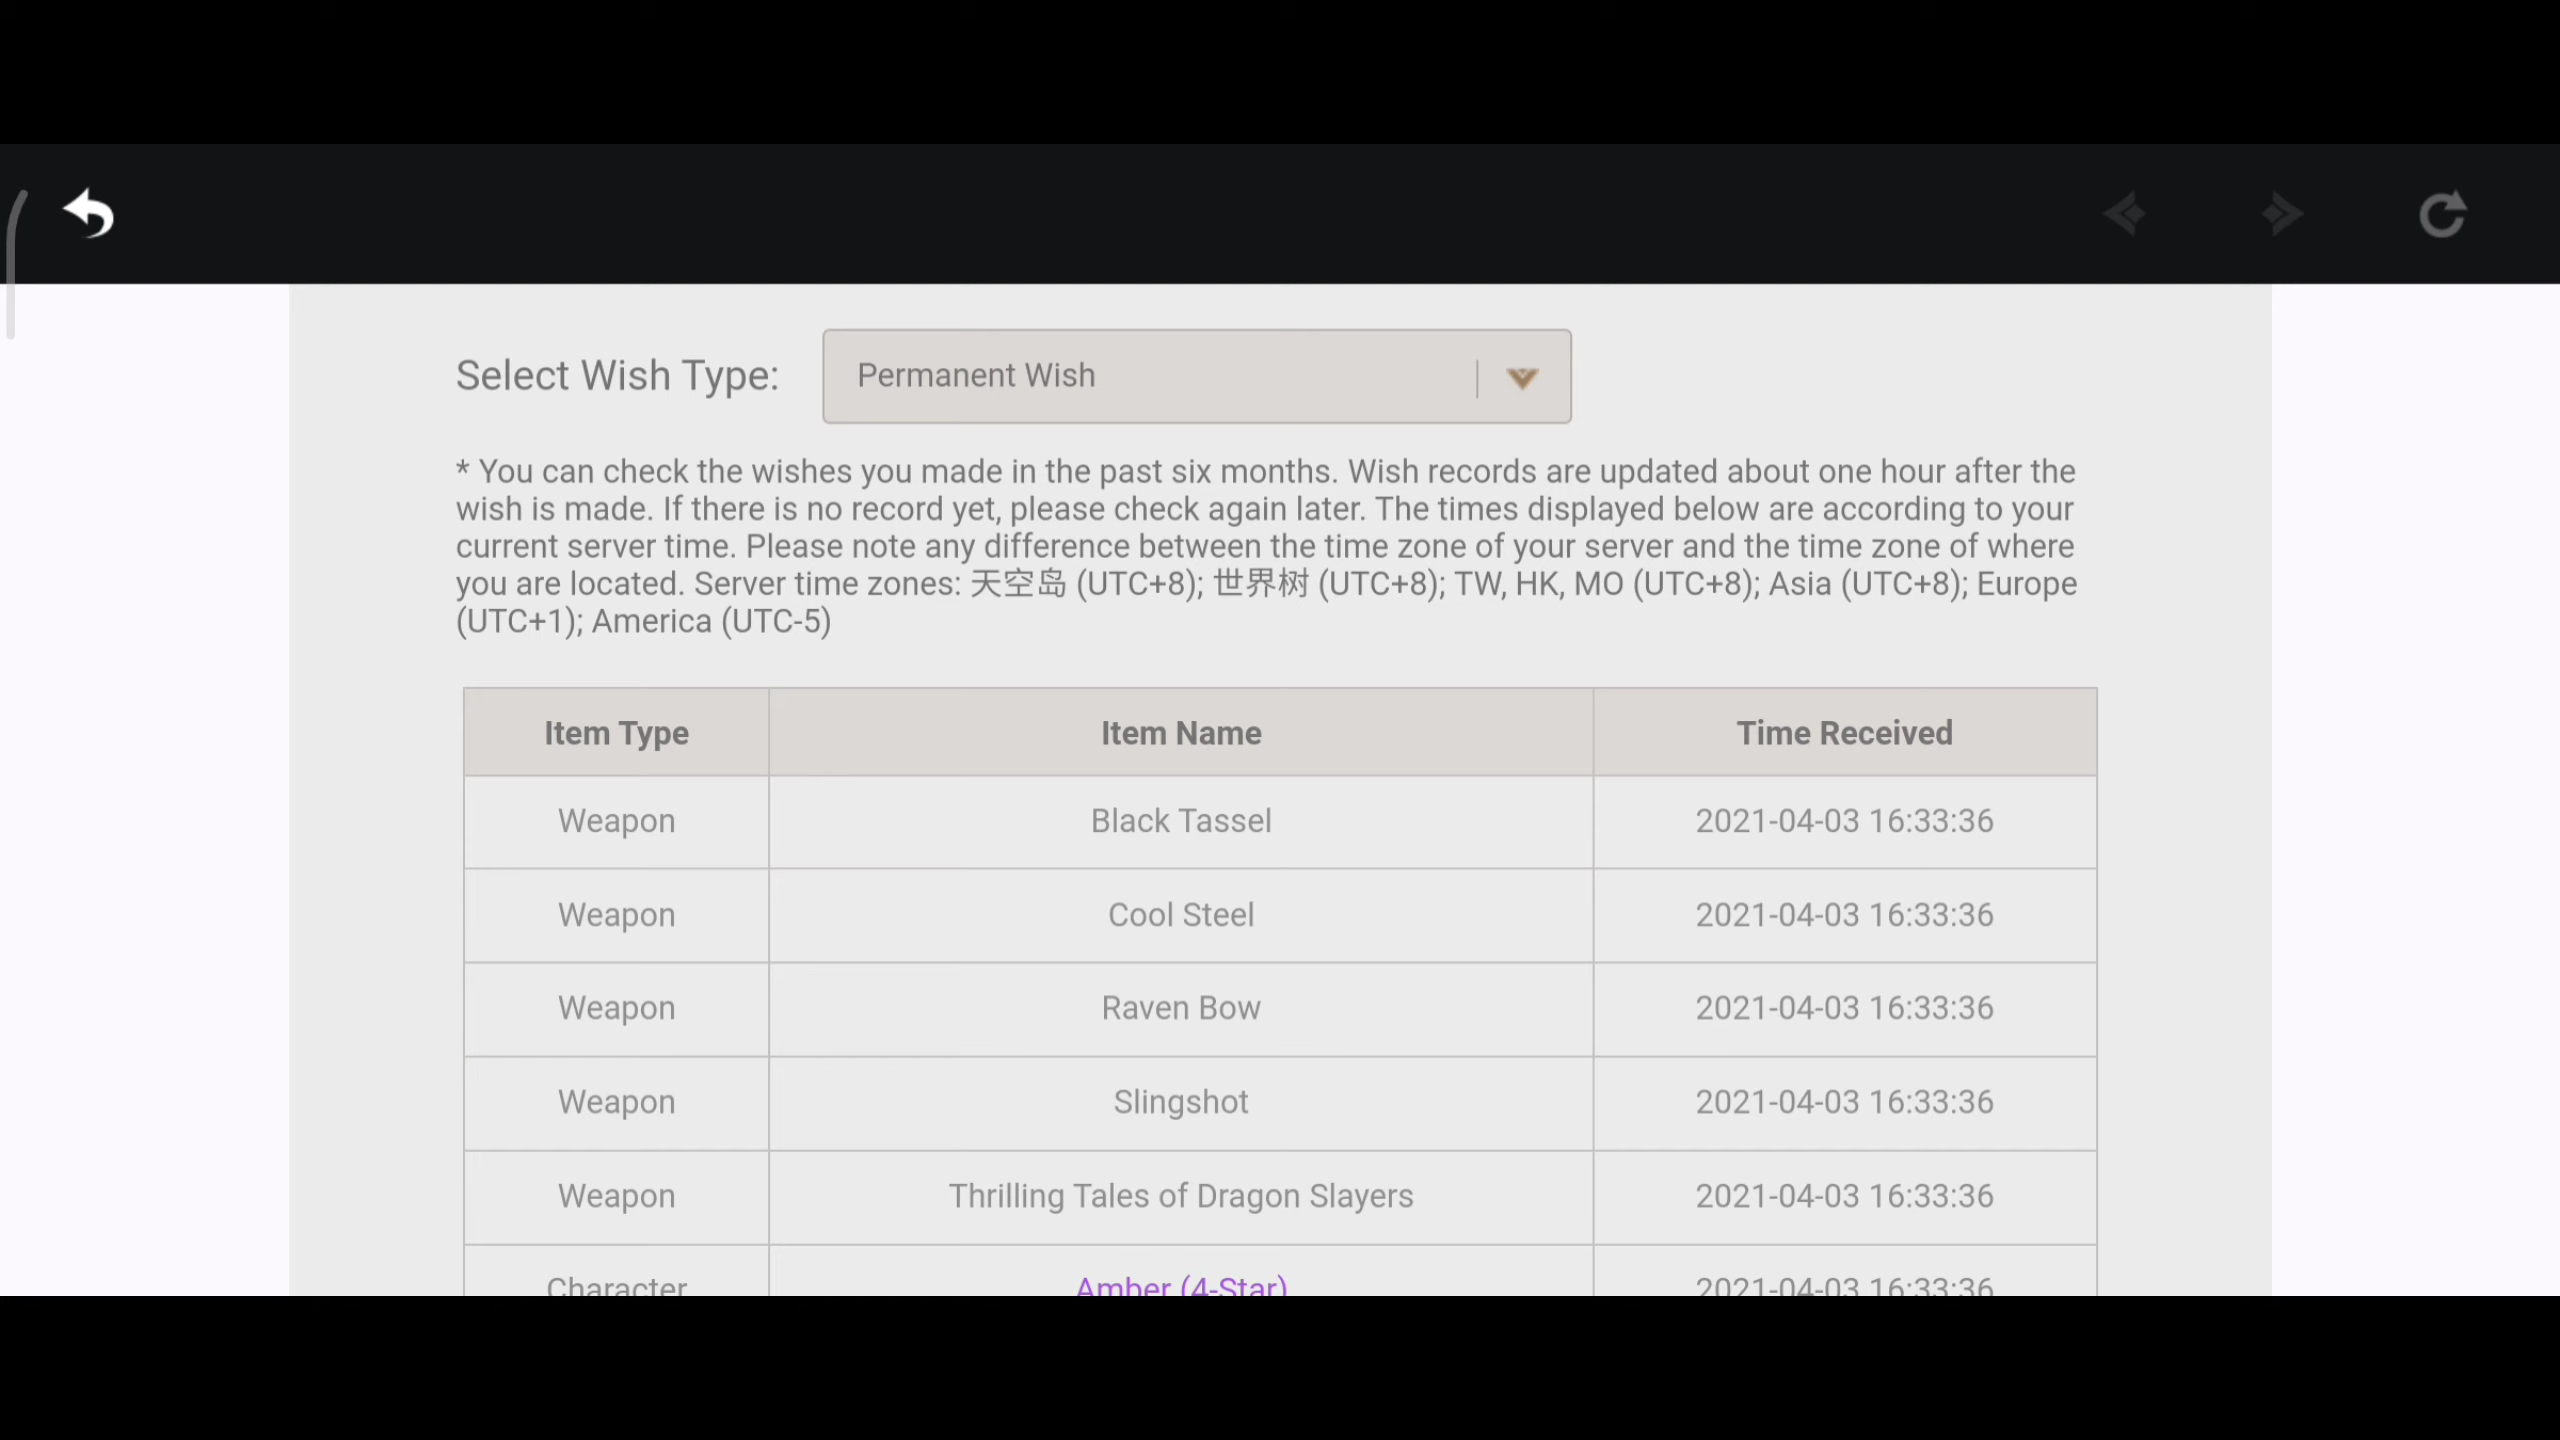 Select Wish Type: Permanent Wish
* You can check the wishes you made in the past six months. Wish records are updated about one hour after the
wish is made. If there is no record yet, please check again later. The times displayed below are according to your
current server time. Please note any difference between the time zone of your server and the time zone of where
you are located. Server time zones: 天空岛 (UTC+8); 世界树 (UTC+8); TW, HK, MO (UTC+8); Asia (UTC+8); Europe
(UTC+1); America (UTC-5)
Item Type Item Name Time Received
Weapon Black Tassel 2021-04-03 16:33:36
Weapon Cool Steel 2021-04-03 16:33:36
Weapon Raven Bow 2021-04-03 16:33:36
Weapon Slingshot 2021-04-03 16:33:36
Weapon Thrilling Tales of Dragon Slayers 2021-04-03 16:33:36
Character Amber (4-Star) 2021-04-03 16:33:36